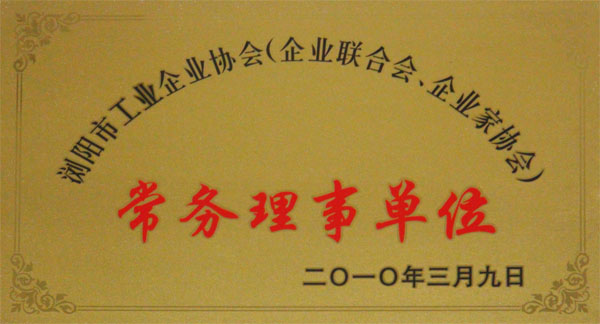 浏阳市工业企业协会(企业联合会、企业家协会)
常务理事单位
二〇一〇年三月九日